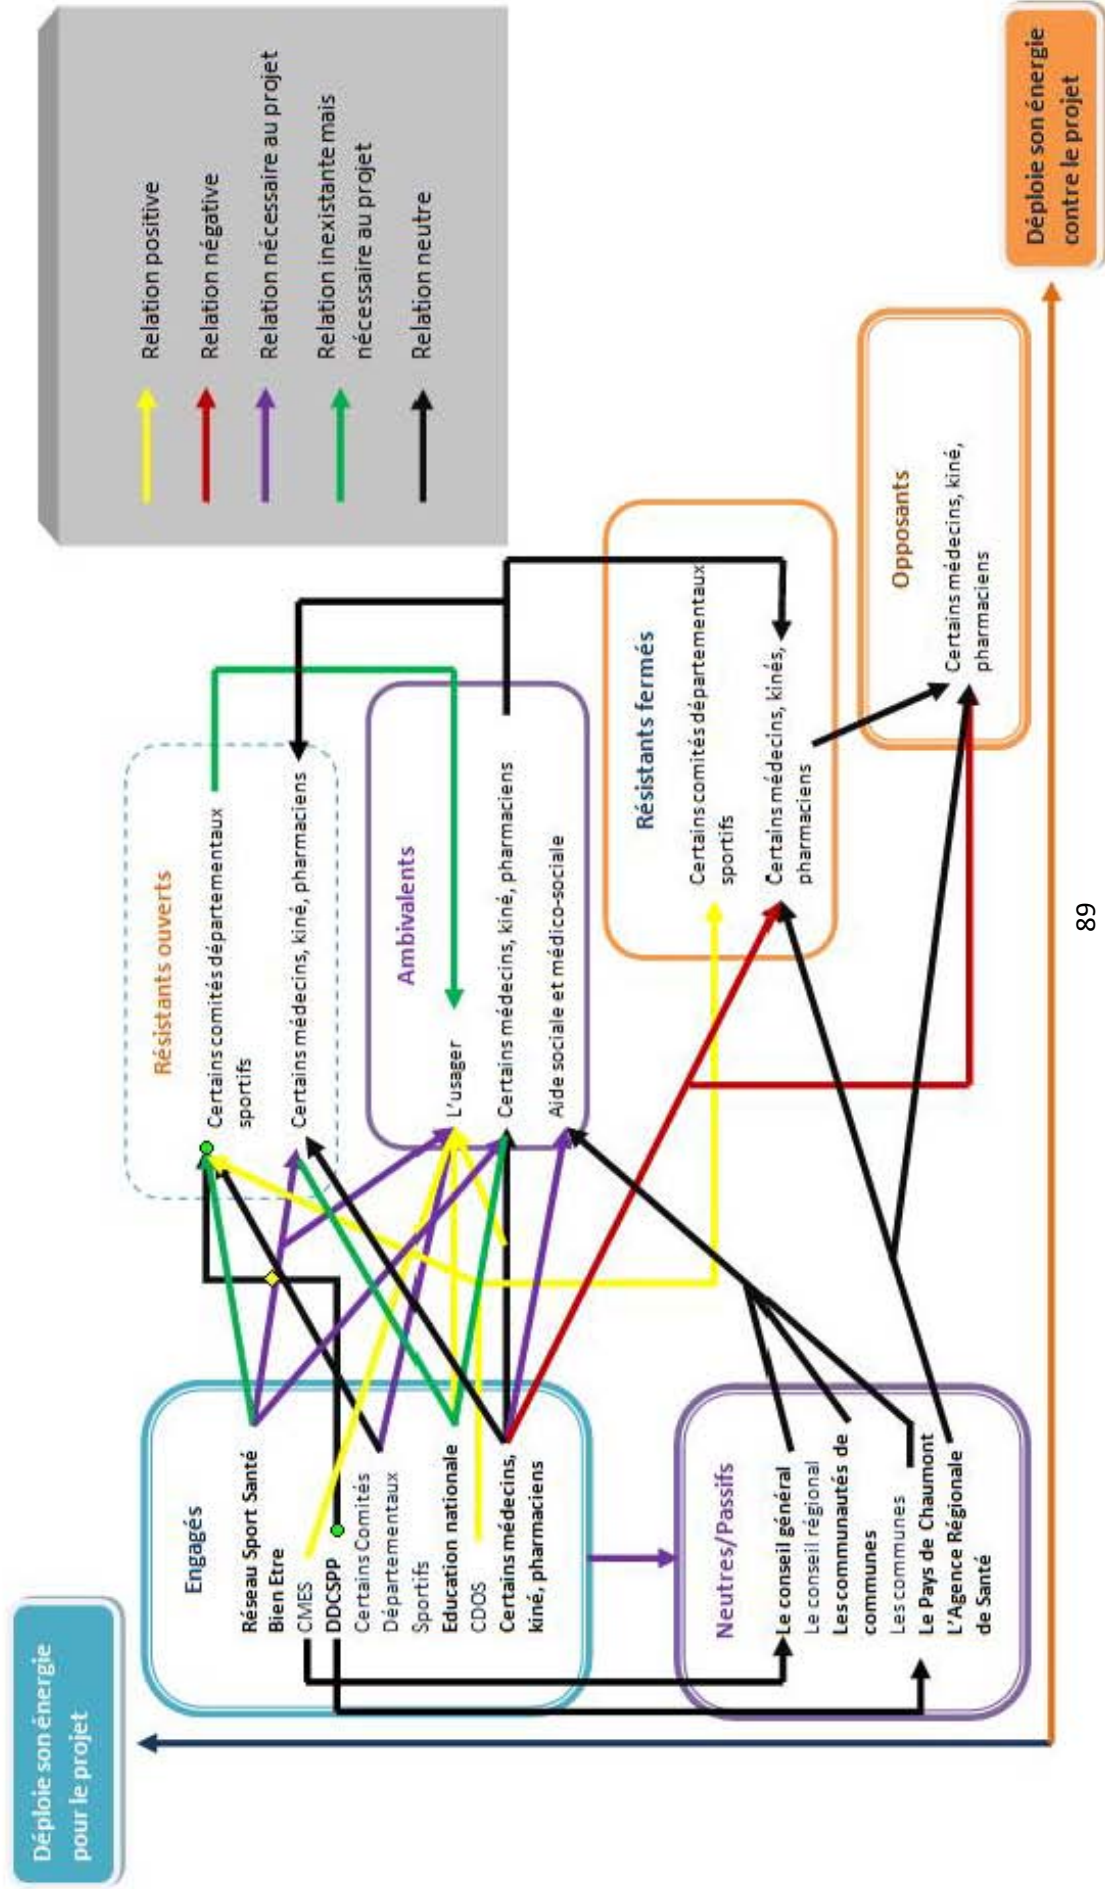 Déploie son énergie
pour le projet
Engagés
Réseau Sport Santé
Bien Etre
CMES
DDCSPP
Certains Comités
Départementaux
Sportifs
Education nationale
CDOS
Certains médecins,
kiné, pharmaciens
Neutres/Passifs
Le conseil général
Le conseil régional
Les communautés de
communes
Les communes
Le Pays de Chaumont
L'Agence Régionale
de Santé
Résistants ouverts
Certains comités départementaux
sportifs
Certains médecins, kiné, pharmaciens
Ambivalents
L'usager
Certains médecins, kiné, pharmaciens
Aide sociale et médico-sociale
Résistants fermés
Certains comités départementaux
sportifs
Certains médecins, kinés,
pharmaciens
Opposants
Certains médecins, kiné,
pharmaciens
Relation positive
Relation négative
Relation nécessaire au projet
Relation inexistante mais
nécessaire au projet
Relation neutre
Déploie son énergie
contre le projet
89